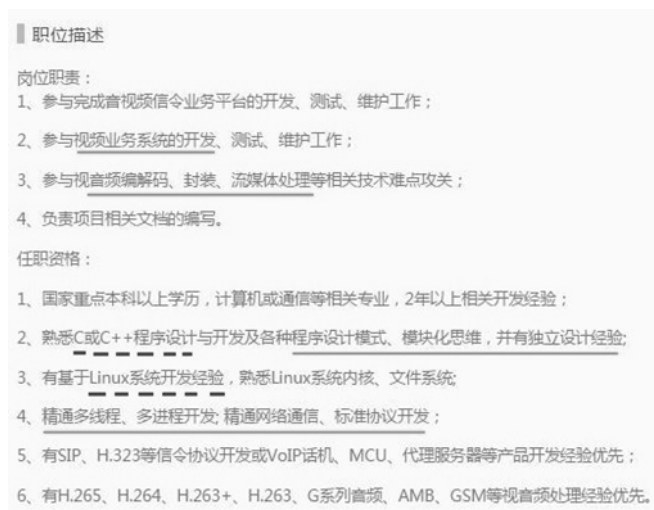 职位描述
岗位职责：
1、参与完成音视频信令业务平台的开发、测试、维护工作；
2、参与视频业务系统的开发、测试、维护工作；
3、参与视音频编解码、封装、流媒体处理等相关技术难点攻关；
4、负责项目相关文档的编写。
任职资格：
1、国家重点本科以上学历，计算机或通信等相关专业，2年以上相关开发经验；
2、熟悉C或C++程序设计与开发及各种程序设计模式、模块化思维，并有独立设计经验;
3、有基于Linux系统开发经验，熟悉Linux系统内核、文件系统;
4、精通多线程、多进程开发; 精通网络通信、标准协议开发；
5、有SIP、H.323等信令协议开发或VoIP话机、MCU、代理服务器等产品开发经验优先；
6、有H.265、H.264、H.263+、H.263、G系列音频、AMB、GSM等视音频处理经验优先。